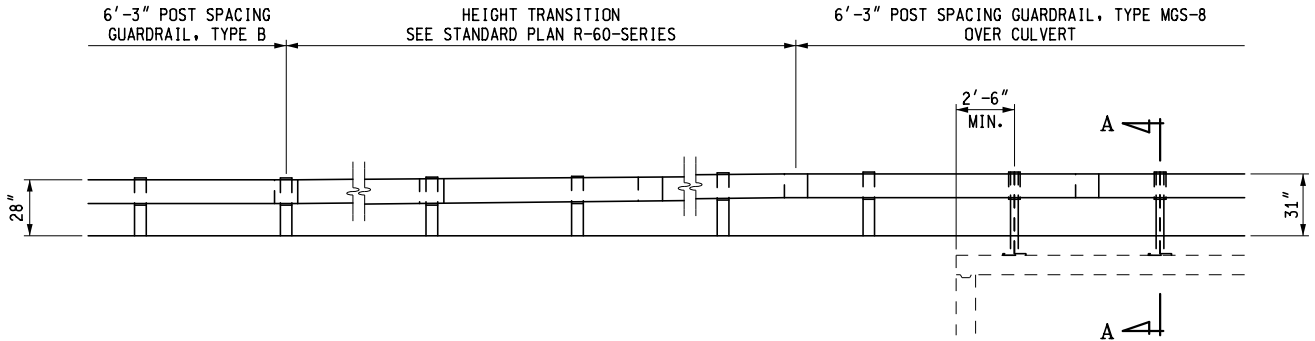 6'-3" POST SPACING
GUARDRAIL, TYPE B
HEIGHT TRANSITION
SEE STANDARD PLAN R-60-SERIES
6'-3" POST SPACING GUARDRAIL, TYPE MGS-8
OVER CULVERT
2'-6"
MIN.
A
28"
31"
A